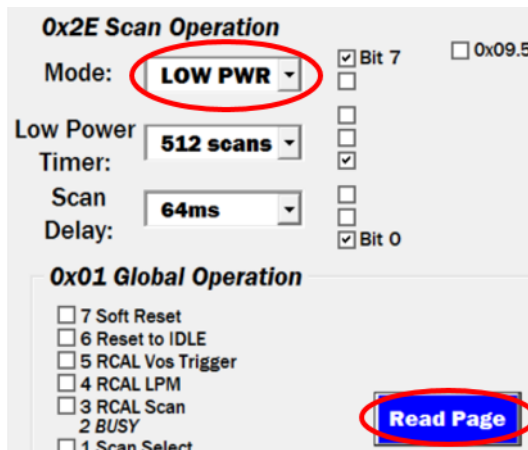 0x2E Scan Operation
Mode: LOW PWR Bit 7 0x09.5
Low Power Timer: 512 scans
Scan Delay: 64ms Bit 0
0x01 Global Operation
7 Soft Reset
6 Reset to IDLE
5 RCAL Vos Trigger
4 RCAL LPM
3 RCAL Scan
2 BUSY
Read Page
1 Scan Select